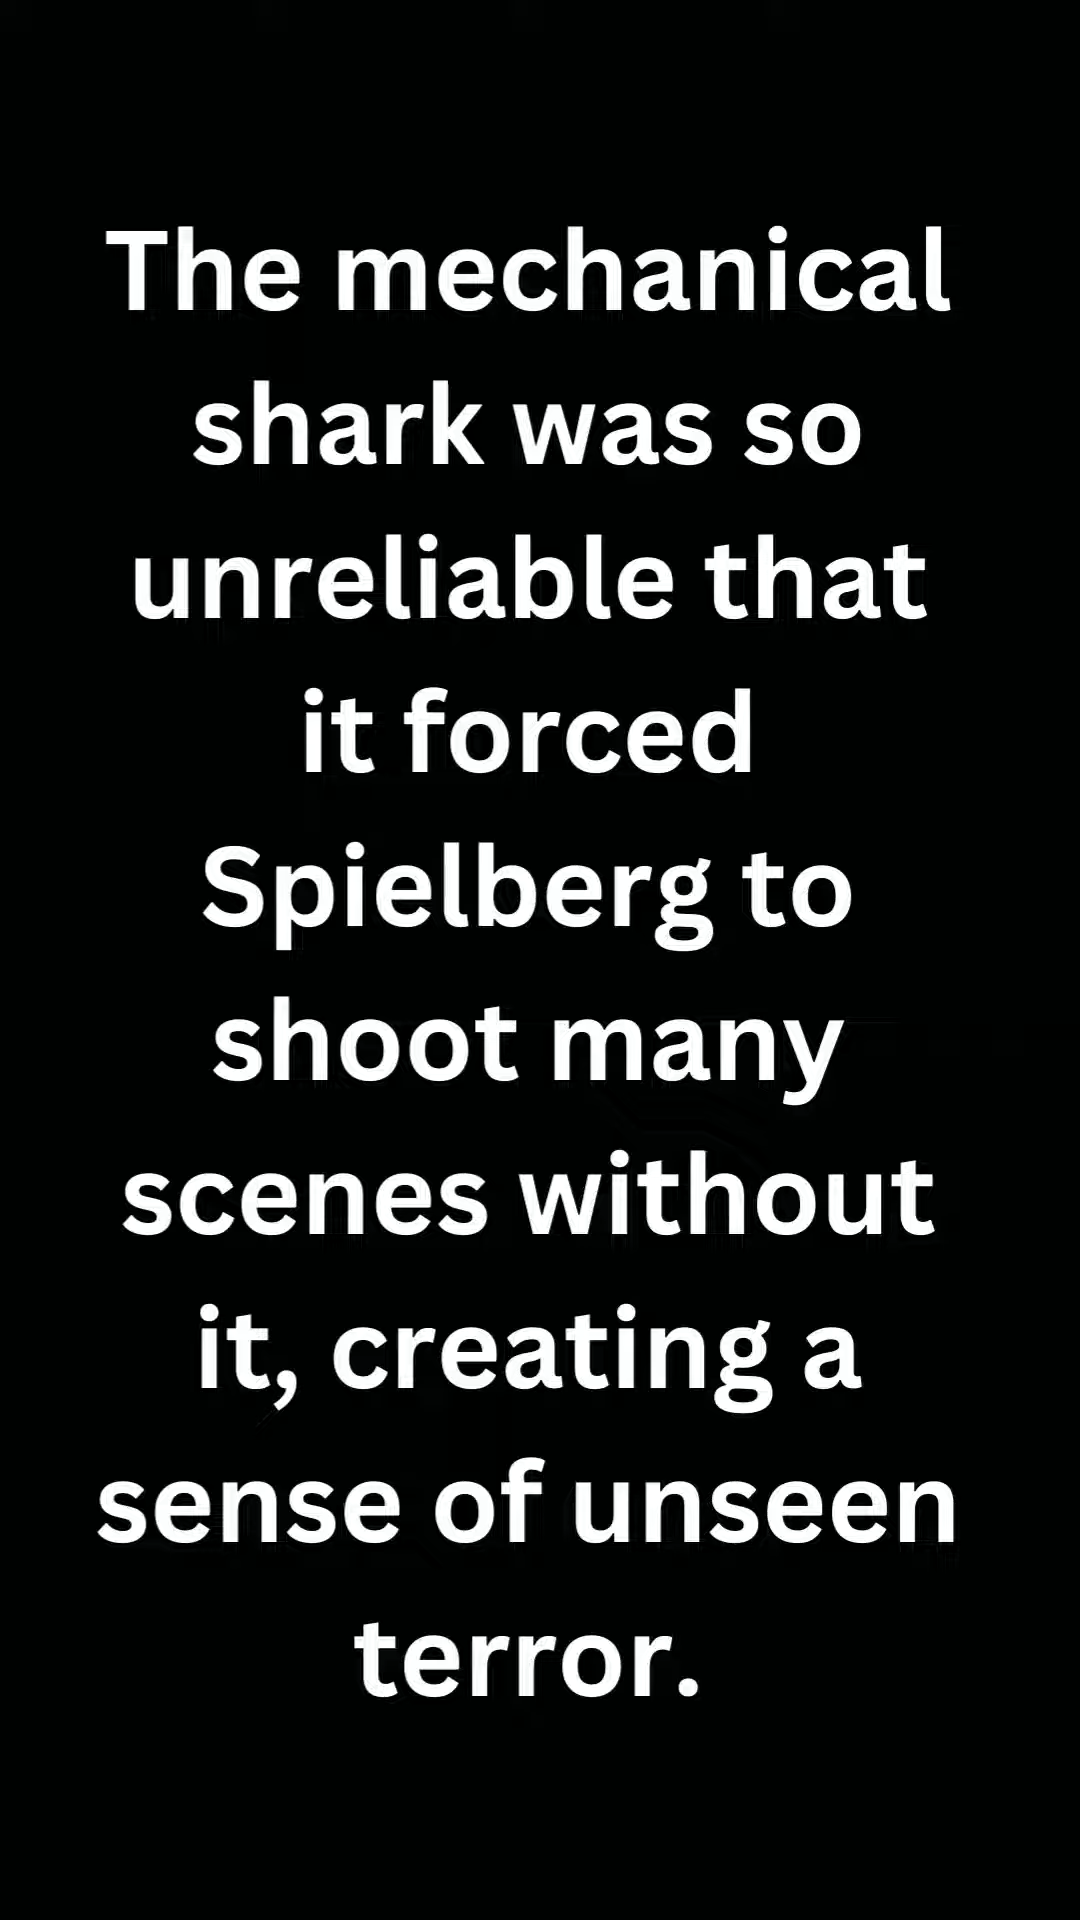 The mechanical
shark was so
unreliable that
it forced
Spielberg to
shoot many
scenes without
it, creating a
sense of unseen
terror.